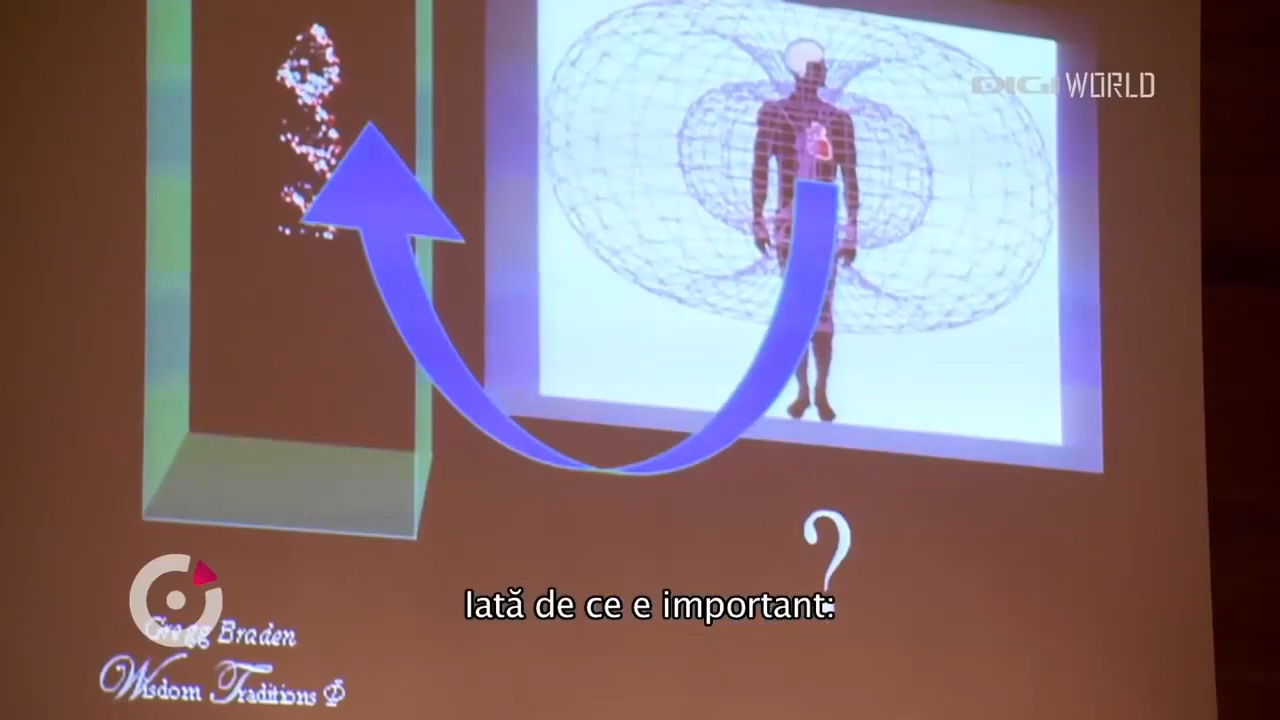 DIGI WORLD
?
Iată de ce e important:
Gregg Braden
Wisdom Traditions Φ